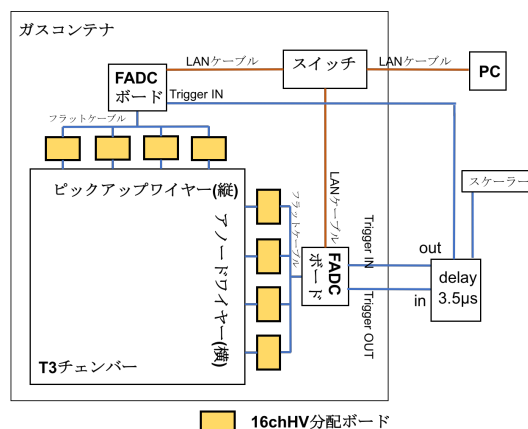 ガスコンテナ
LANケーブル
スイッチ
LANケーブル
PC
FADC
ボード
Trigger IN
フラットケーブル
スケーラー
ピックアップワイヤー(縦)
フラットケーブル
LANケーブル
アノードワイヤー(横)
FADC
ボード
Trigger IN
out
delay
3.5μs
in
Trigger OUT
T3チェンバー
16chHV分配ボード